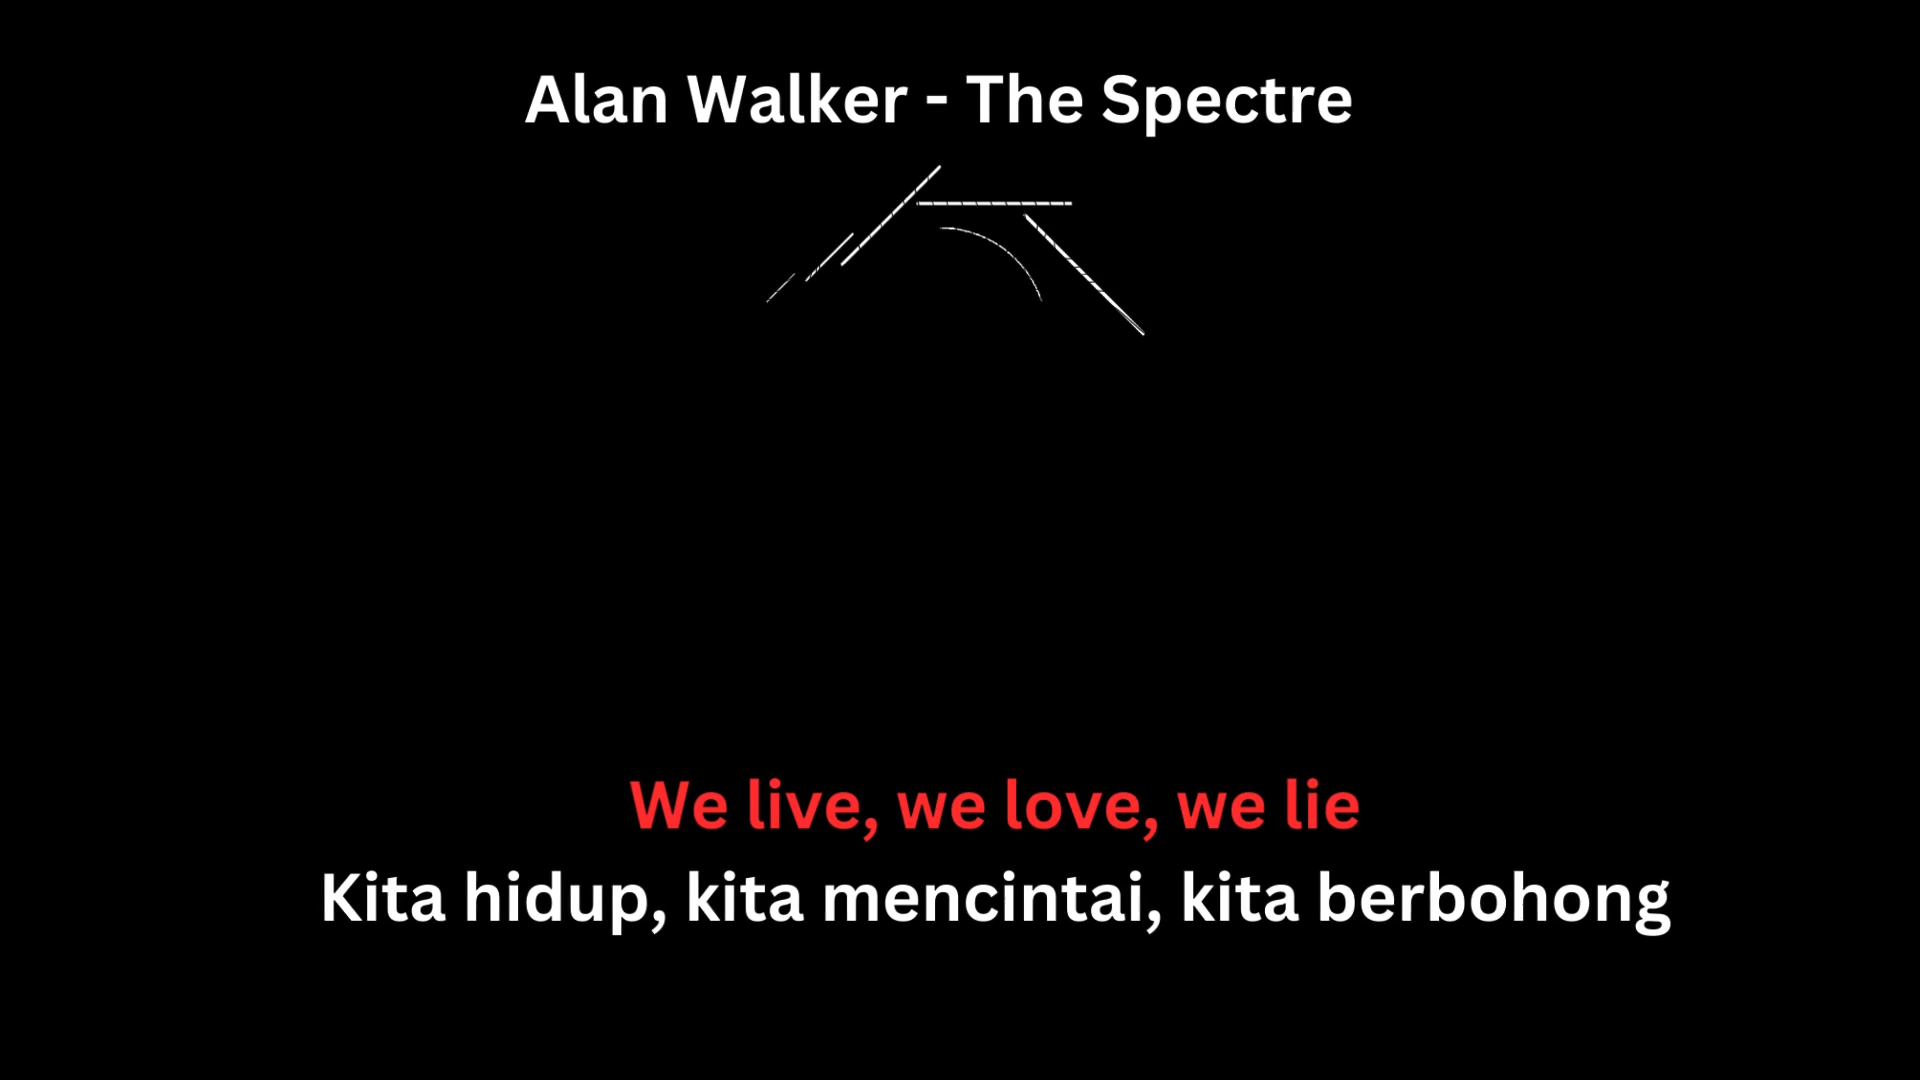 Alan Walker - The Spectre
We live, we love, we lie
Kita hidup, kita mencintai, kita berbohong